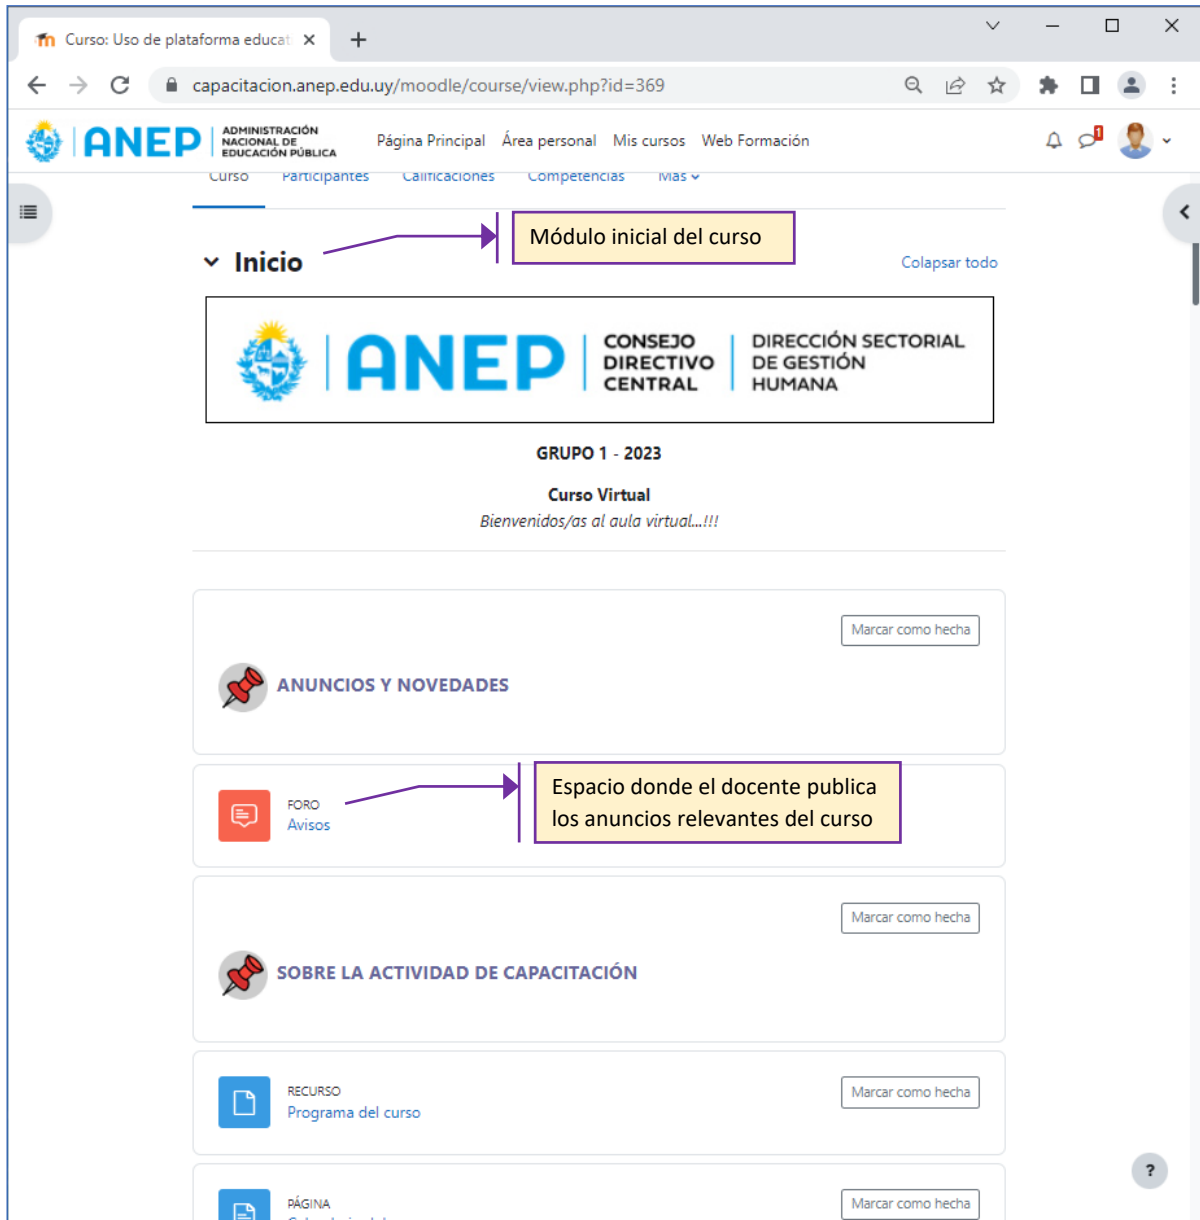 Curso: Uso de plataforma educat
capacitacion.anep.edu.uy/moodle/course/view.php?id=369
ANEP
ADMINISTRACIÓN
NACIONAL DE
EDUCACIÓN PÚBLICA
Página Principal Área personal Mis cursos Web Formación
1
Curso Participantes Calificaciones Competencias Más
Módulo inicial del curso
Inicio
Colapsar todo
ANEP
CONSEJO
DIRECTIVO
CENTRAL
DIRECCIÓN SECTORIAL
DE GESTIÓN
HUMANA
GRUPO 1 - 2023
Curso Virtual
Bienvenidos/as al aula virtual...!!!
Marcar como hecha
ANUNCIOS Y NOVEDADES
FORO
Avisos
Espacio donde el docente publica
los anuncios relevantes del curso
Marcar como hecha
SOBRE LA ACTIVIDAD DE CAPACITACIÓN
RECURSO
Programa del curso
Marcar como hecha
?
PÁGINA
Marcar como hecha